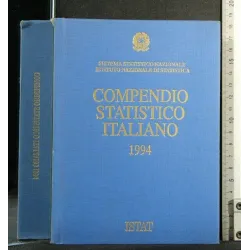 SISTEMA STATISTICO NAZIONALE
ISTITUTO NAZIONALE DI STATISTICA
COMPENDIO
STATISTICO
ITALIANO
1994
ISTAT